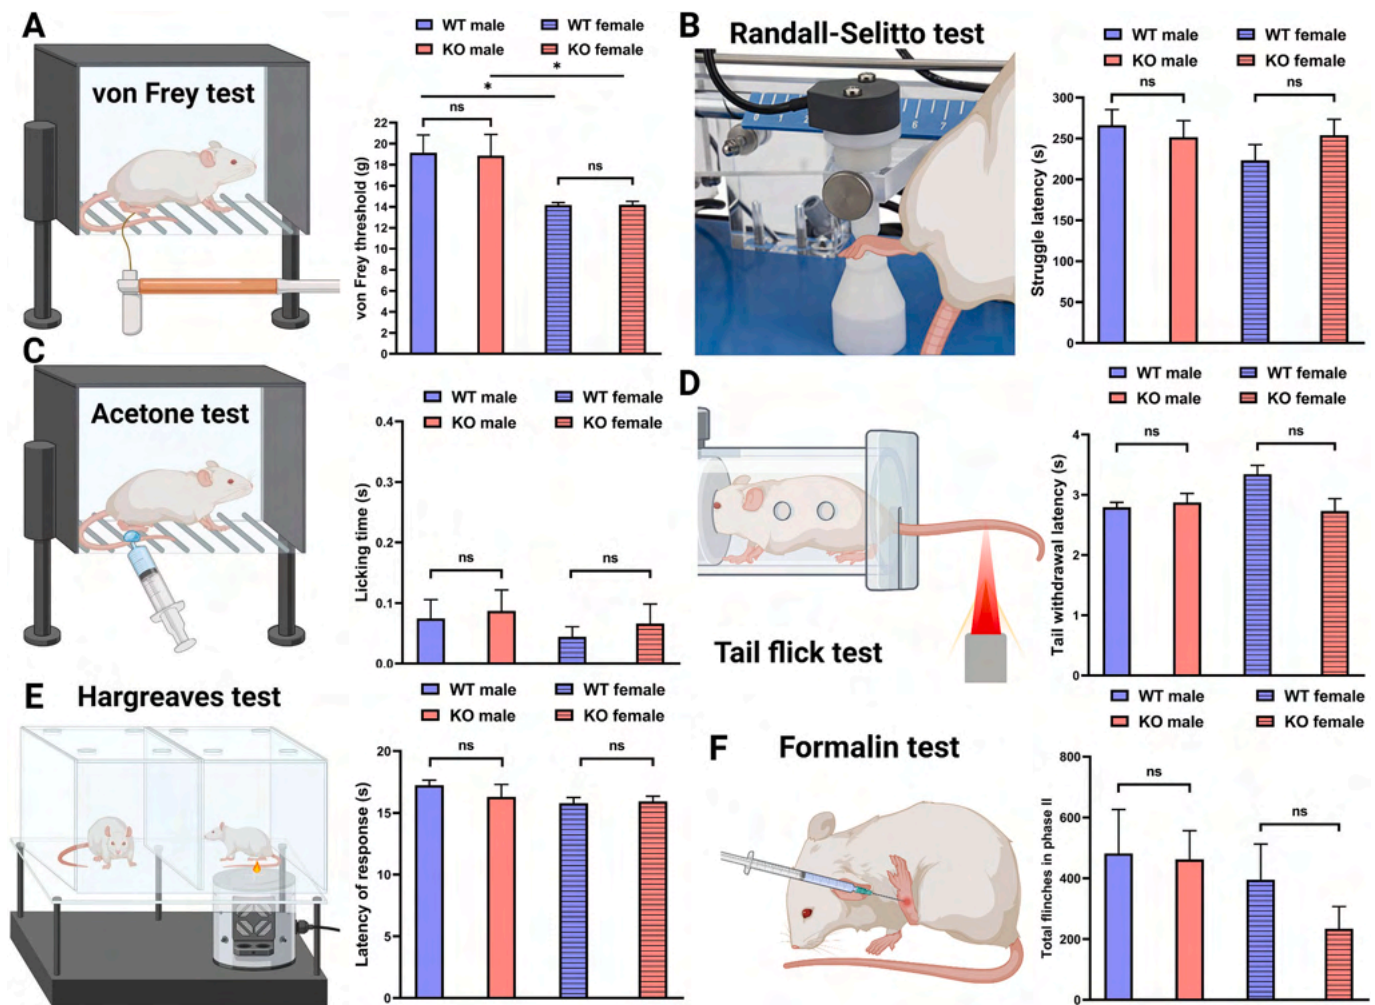 A
von Frey test
WT male
WT female
KO male
KO female
*
*
ns
ns
von Frey threshold (g)
22
20
18
16
14
12
10
8
6
4
2
0
B
Randall-Selitto test
0 1 2 6 7
WT male
WT female
KO male
KO female
ns
ns
Struggle latency (s)
300
250
200
150
100
50
0
C
Acetone test
WT male
WT female
KO male
KO female
ns
ns
Licking time (s)
0.4
0.3
0.2
0.1
0.0
D
Tail flick test
WT male
WT female
KO male
KO female
ns
ns
Tail withdrawal latency (s)
4
3
2
1
0
E
Hargreaves test
WT male
WT female
KO male
KO female
ns
ns
Latency of response (s)
20
15
10
5
0
F
Formalin test
WT male
WT female
KO male
KO female
ns
ns
Total flinches in phase II
800
600
400
200
0